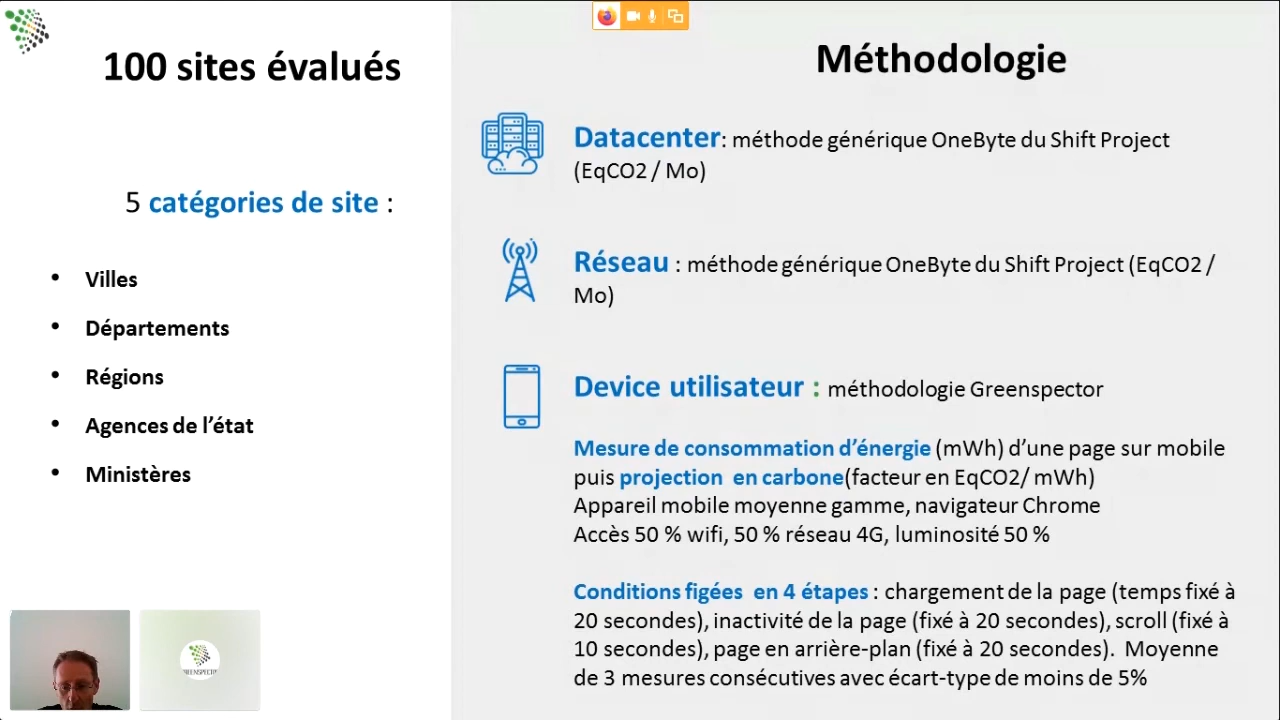 100 sites évalués
5 catégories de site :
• Villes
• Départements
• Régions
• Agences de l’état
• Ministères
Méthodologie
Datacenter: méthode générique OneByte du Shift Project
(EqCO2 / Mo)
Réseau : méthode générique OneByte du Shift Project (EqCO2 /
Mo)
Device utilisateur : méthodologie Greenspector
Mesure de consommation d’énergie (mWh) d’une page sur mobile
puis projection en carbone(facteur en EqCO2/ mWh)
Appareil mobile moyenne gamme, navigateur Chrome
Accès 50 % wifi, 50 % réseau 4G, luminosité 50 %
Conditions figées en 4 étapes : chargement de la page (temps fixé à
20 secondes), inactivité de la page (fixé à 20 secondes), scroll (fixé à
10 secondes), page en arrière-plan (fixé à 20 secondes). Moyenne
de 3 mesures consécutives avec écart-type de moins de 5%